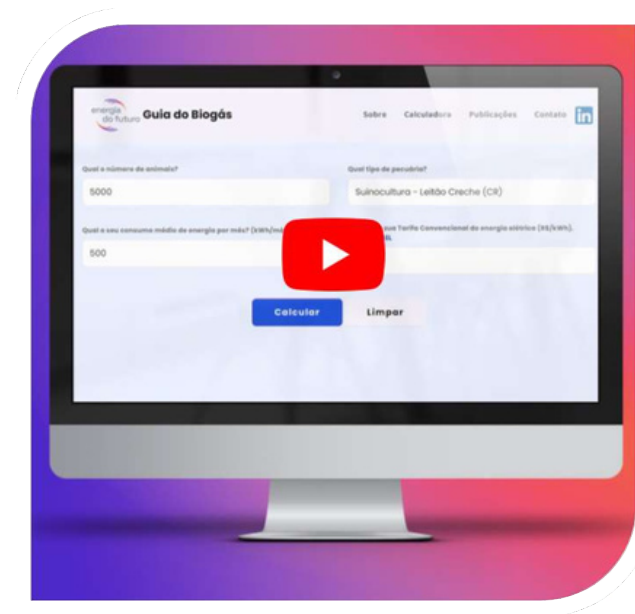 energia
do futuro
Guia do Biogás
Sobre Calculadora Publicações Contato in
Qual o número de animais?
Qual tipo de pecuária?
5000
Suinocultura - Leitão Creche (CR)
Qual o seu consumo médio de energia por mês? (kWh/mê
sua Tarifa Convencional de energia elétrica (R$/kWh),
500
Calcular Limpar